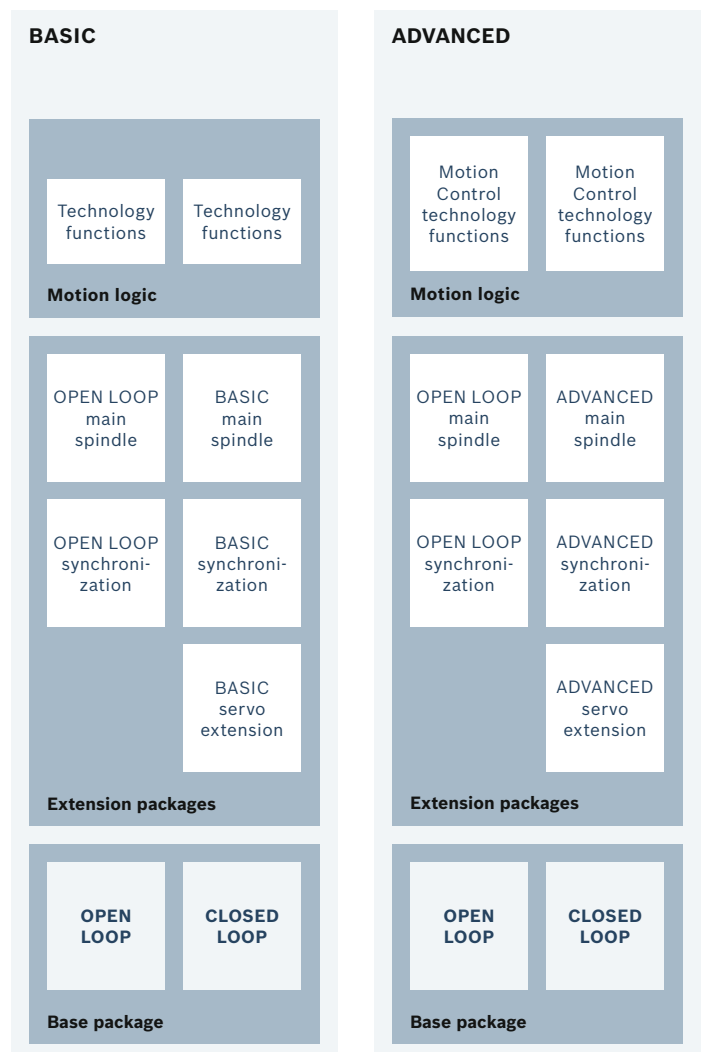 BASIC
Technology
functions
Technology
functions
Motion logic
OPEN LOOP
main
spindle
BASIC
main
spindle
OPEN LOOP
synchroni-
zation
BASIC
synchroni-
zation
BASIC
servo
extension
Extension packages
OPEN
LOOP
CLOSED
LOOP
Base package
ADVANCED
Motion
Control
technology
functions
Motion
Control
technology
functions
Motion logic
OPEN LOOP
main
spindle
ADVANCED
main
spindle
OPEN LOOP
synchroni-
zation
ADVANCED
synchroni-
zation
ADVANCED
servo
extension
Extension packages
OPEN
LOOP
CLOSED
LOOP
Base package